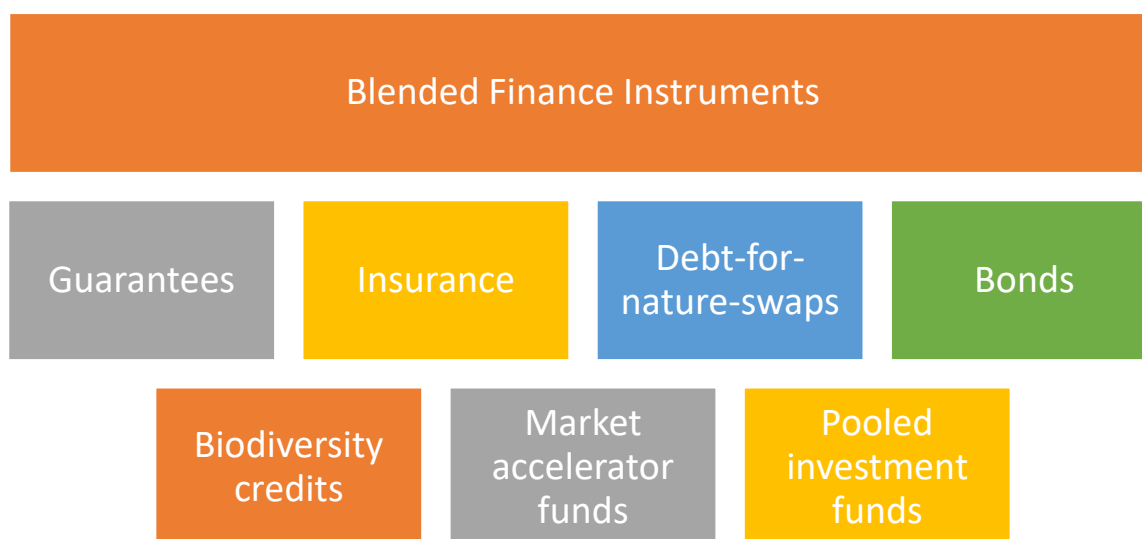 Blended Finance Instruments
Guarantees
Insurance
Debt-for-
nature-swaps
Bonds
Biodiversity
credits
Market
accelerator
funds
Pooled
investment
funds